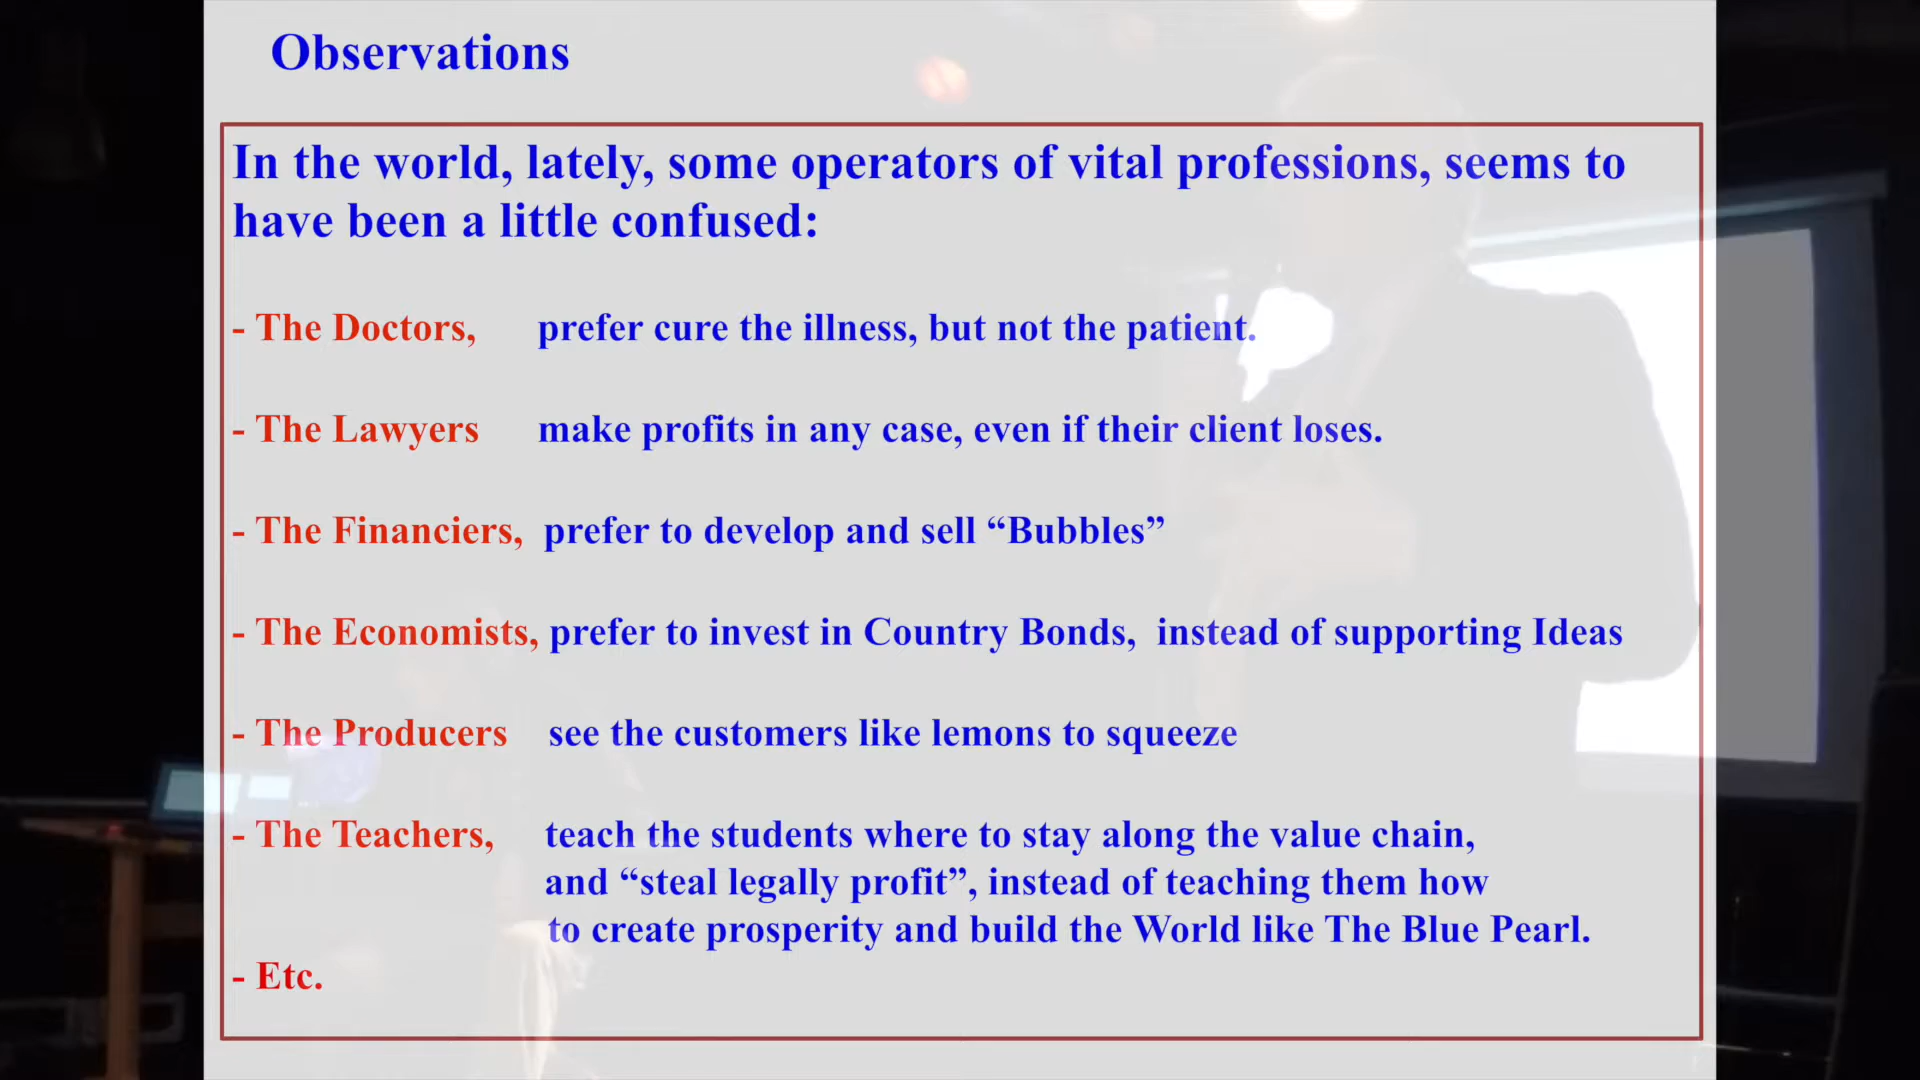 Observations
In the world, lately, some operators of vital professions, seems to
have been a little confused:
- The Doctors, prefer cure the illness, but not the patient.
- The Lawyers make profits in any case, even if their client loses.
- The Financiers, prefer to develop and sell “Bubbles”
- The Economists, prefer to invest in Country Bonds, instead of supporting Ideas
- The Producers see the customers like lemons to squeeze
- The Teachers, teach the students where to stay along the value chain,
and “steal legally profit”, instead of teaching them how
to create prosperity and build the World like The Blue Pearl.
- Etc.